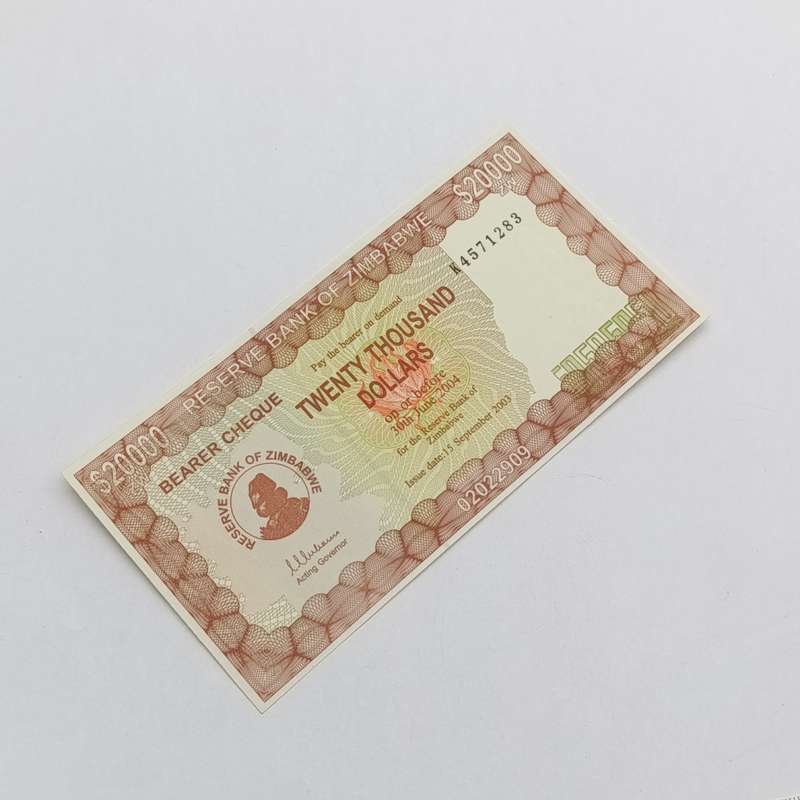 $20000
RESERVE BANK OF ZIMBABWE
$20000
K4571283
BEARER CHEQUE
Pay the bearer on demand
TWENTY THOUSAND
DOLLARS
on or before
30th June 2004
for the Reserve Bank of
Zimbabwe
Issue date:15 September 2003
RESERVE BANK OF ZIMBABWE
Acting Governor
02022909